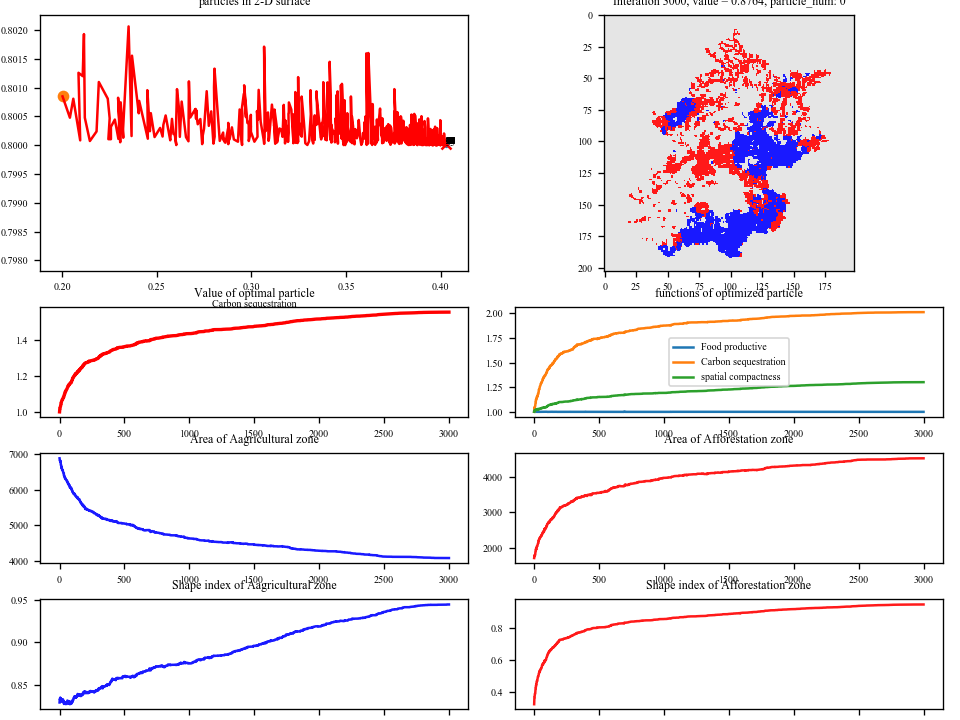 particles in 2-D surface
Interation 3000, value = 0.8764, particle_num: 0
0.8020
0.8015
0.8010
0.8005
0.8000
0.7995
0.7990
0.7985
0.7980
0.20 0.25 0.30 0.35 0.40
Carbon sequestration
0
25
50
75
100
125
150
175
200
0 25 50 75 100 125 150 175
Value of optimal particle
1.4
1.2
1.0
0 500 1000 1500 2000 2500 3000
functions of optimized particle
2.00
1.75
1.50
1.25
1.00
Food productive
Carbon sequestration
spatial compactness
0 500 1000 1500 2000 2500 3000
Area of Aagricultural zone
7000
6000
5000
4000
0 500 1000 1500 2000 2500 3000
Area of Afforestation zone
4000
3000
2000
0 500 1000 1500 2000 2500 3000
Shape index of Aagricultural zone
0.95
0.90
0.85
Shape index of Afforestation zone
0.8
0.6
0.4